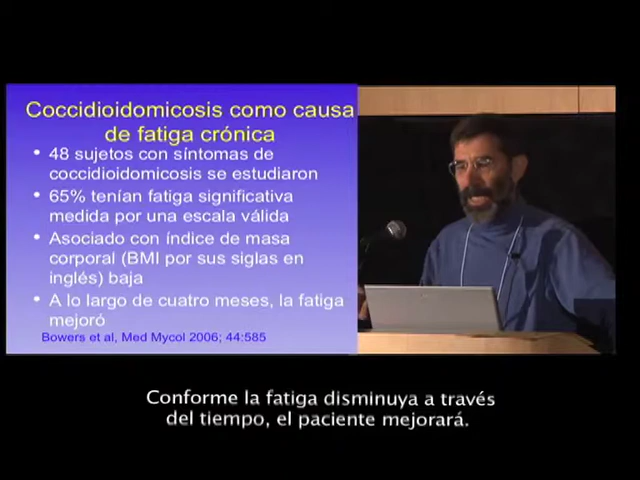 Coccidioidomicosis como causa
de fatiga crónica
• 48 sujetos con síntomas de
coccidioidomicosis se estudiaron
• 65% tenían fatiga significativa
medida por una escala válida
• Asociado con índice de masa
corporal (BMI por sus siglas en
inglés) baja
• A lo largo de cuatro meses, la fatiga
mejoró
Bowers et al, Med Mycol 2006; 44:585
Conforme la fatiga disminuya a través
del tiempo, el paciente mejorará.